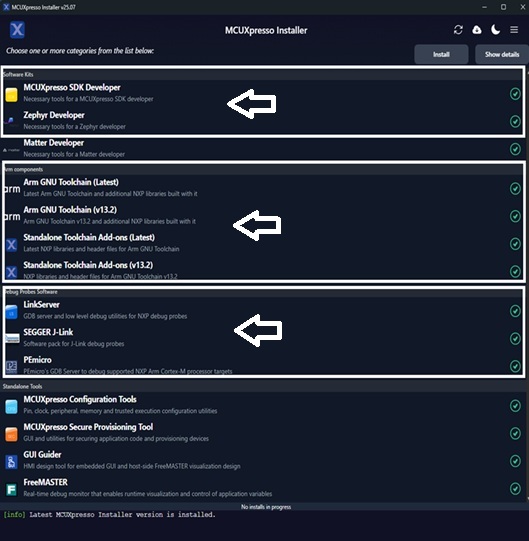 MCUXpresso Installer v25.07
MCUXpresso Installer
Choose one or more categories from the list below:
Install
Show details
Software Kits
MCUXpresso SDK Developer
Necessary tools for a MCUXpresso SDK developer
Zephyr Developer
Necessary tools for a Zephyr developer
Matter Developer
Necessary tools for a Matter developer
Arm components
arm
Arm GNU Toolchain (Latest)
Latest Arm GNU Toolchain and additional NXP libraries built with it
arm
Arm GNU Toolchain (v13.2)
Arm GNU Toolchain v13.2 and additional NXP libraries built with it
Standalone Toolchain Add-ons (Latest)
Latest NXP libraries and header files for Arm GNU Toolchain
Standalone Toolchain Add-ons (v13.2)
NXP libraries and header files for Arm GNU Toolchain v13.2
Debug Probes Software
LinkServer
GDB server and low level debug utilities for NXP debug probes
SEGGER J-Link
Software pack for J-Link debug probes
PEmicro
PEmicro's GDB Server to debug supported NXP Arm Cortex-M processor targets
Standalone Tools
MCUXpresso Configuration Tools
Pin, clock, peripheral, memory and trusted execution configuration utilities
MCUXpresso Secure Provisioning Tool
GUI and utilities for securing application code and provisioning devices
GUI Guider
HMI design tool for embedded GUI and host-side FreeMASTER visualization design
FreeMASTER
Real-time debug monitor that enables runtime visualization and control of application variables
No installs in progress
[info] Latest MCUXpresso Installer version is installed.